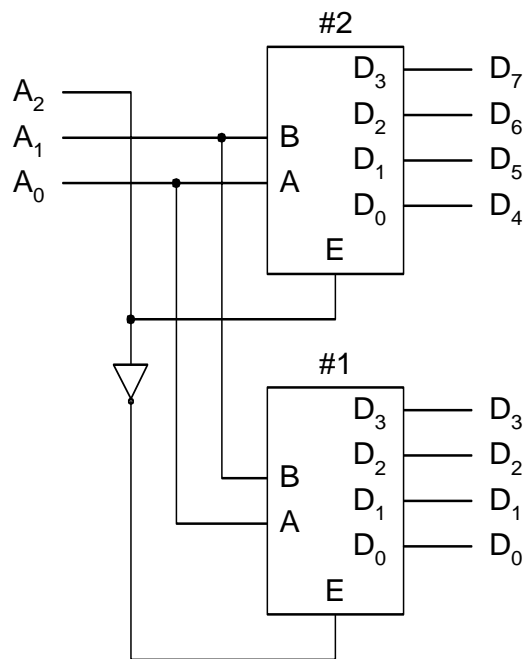 #2
A₂
A₁
A₀
B
A
E
D₃
D₂
D₁
D₀
D₇
D₆
D₅
D₄
#1
B
A
E
D₃
D₂
D₁
D₀
D₃
D₂
D₁
D₀